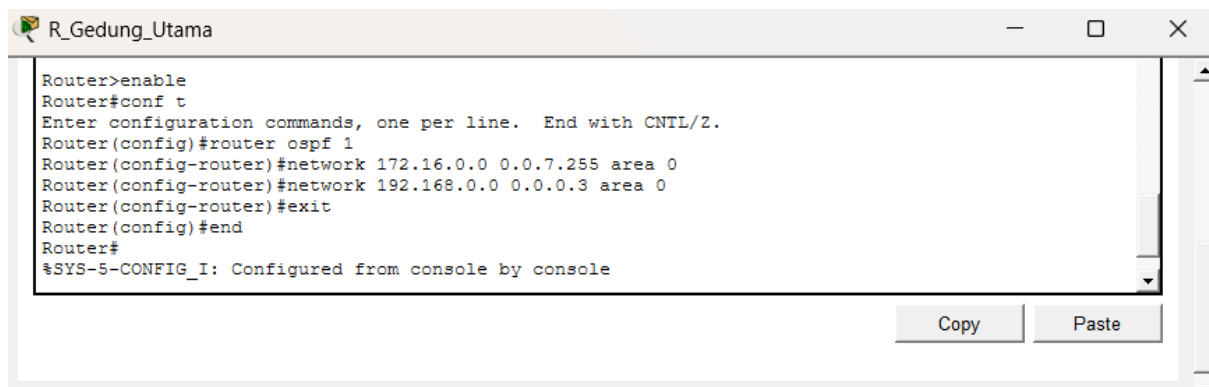 R_Gedung_Utama
Router>enable
Router#conf t
Enter configuration commands, one per line.  End with CNTL/Z.
Router(config)#router ospf 1
Router(config-router)#network 172.16.0.0 0.0.7.255 area 0
Router(config-router)#network 192.168.0.0 0.0.0.3 area 0
Router(config-router)#exit
Router(config)#end
Router#
%SYS-5-CONFIG_I: Configured from console by console
Copy Paste